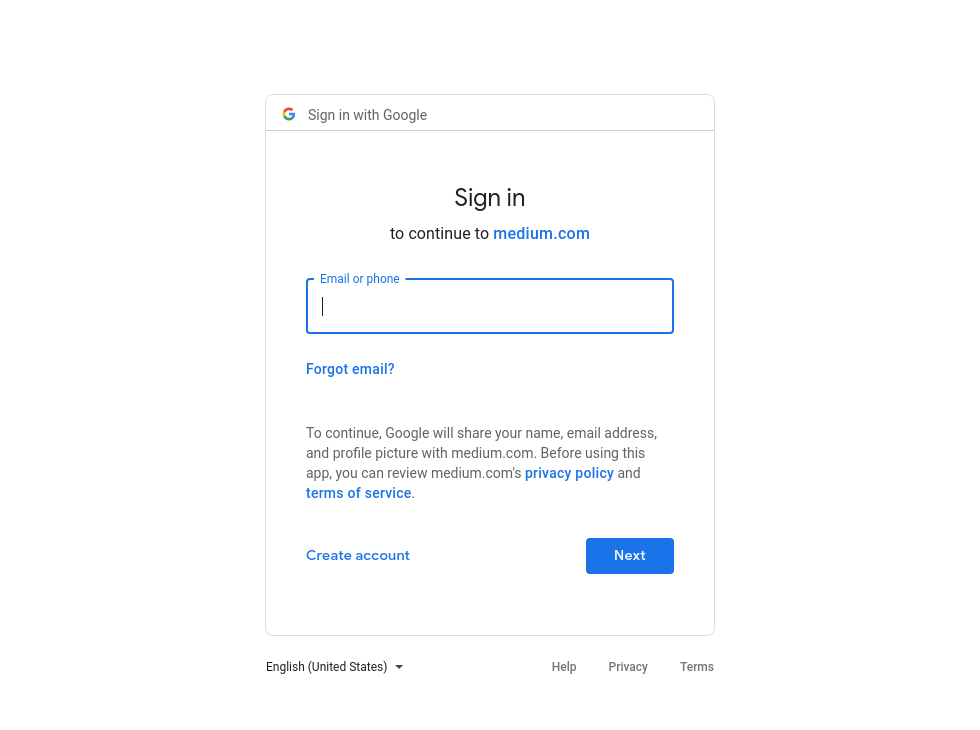 Sign in with Google
Sign in
to continue to medium.com
Email or phone
Forgot email?
To continue, Google will share your name, email address,
and profile picture with medium.com. Before using this
app, you can review medium.com's privacy policy and
terms of service.
Create account
Next
English (United States)
Help
Privacy
Terms